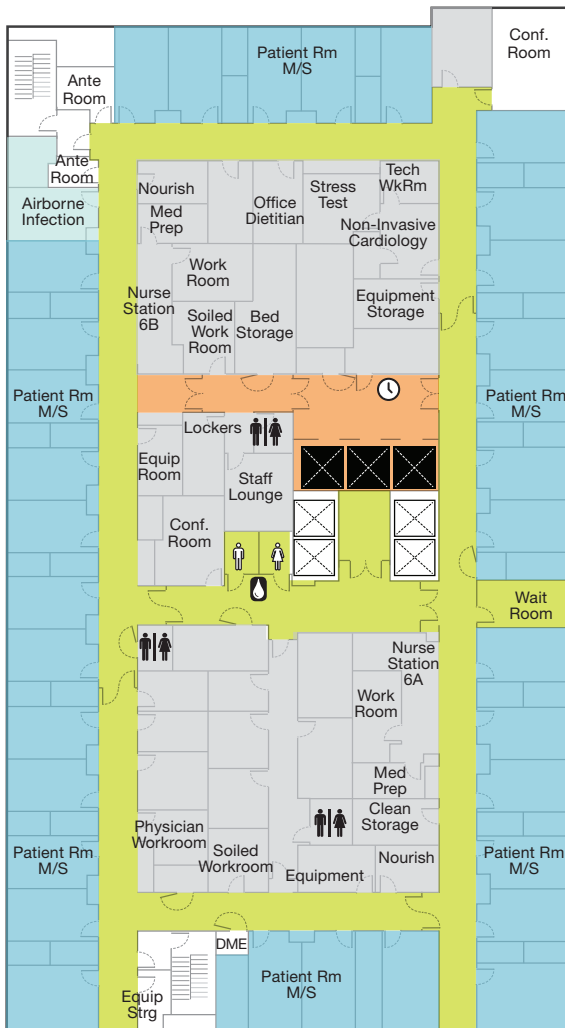 Patient Rm
M/S
Conf.
Room
Ante
Room
Ante
Room
Airborne
Infection
Nourish
Med
Prep
Office
Dietitian
Stress
Test
Tech
WkRm
Non-Invasive
Cardiology
Work
Room
Nurse
Station
6B
Soiled
Work
Room
Bed
Storage
Equipment
Storage
Patient Rm
M/S
Patient Rm
M/S
Lockers
Equip
Room
Staff
Lounge
Conf.
Room
Wait
Room
Nurse
Station
6A
Work
Room
Med
Prep
Clean
Storage
Physician
Workroom
Soiled
Workroom
Equipment
Nourish
Patient Rm
M/S
Patient Rm
M/S
DME
Equip
Strg
Patient Rm
M/S